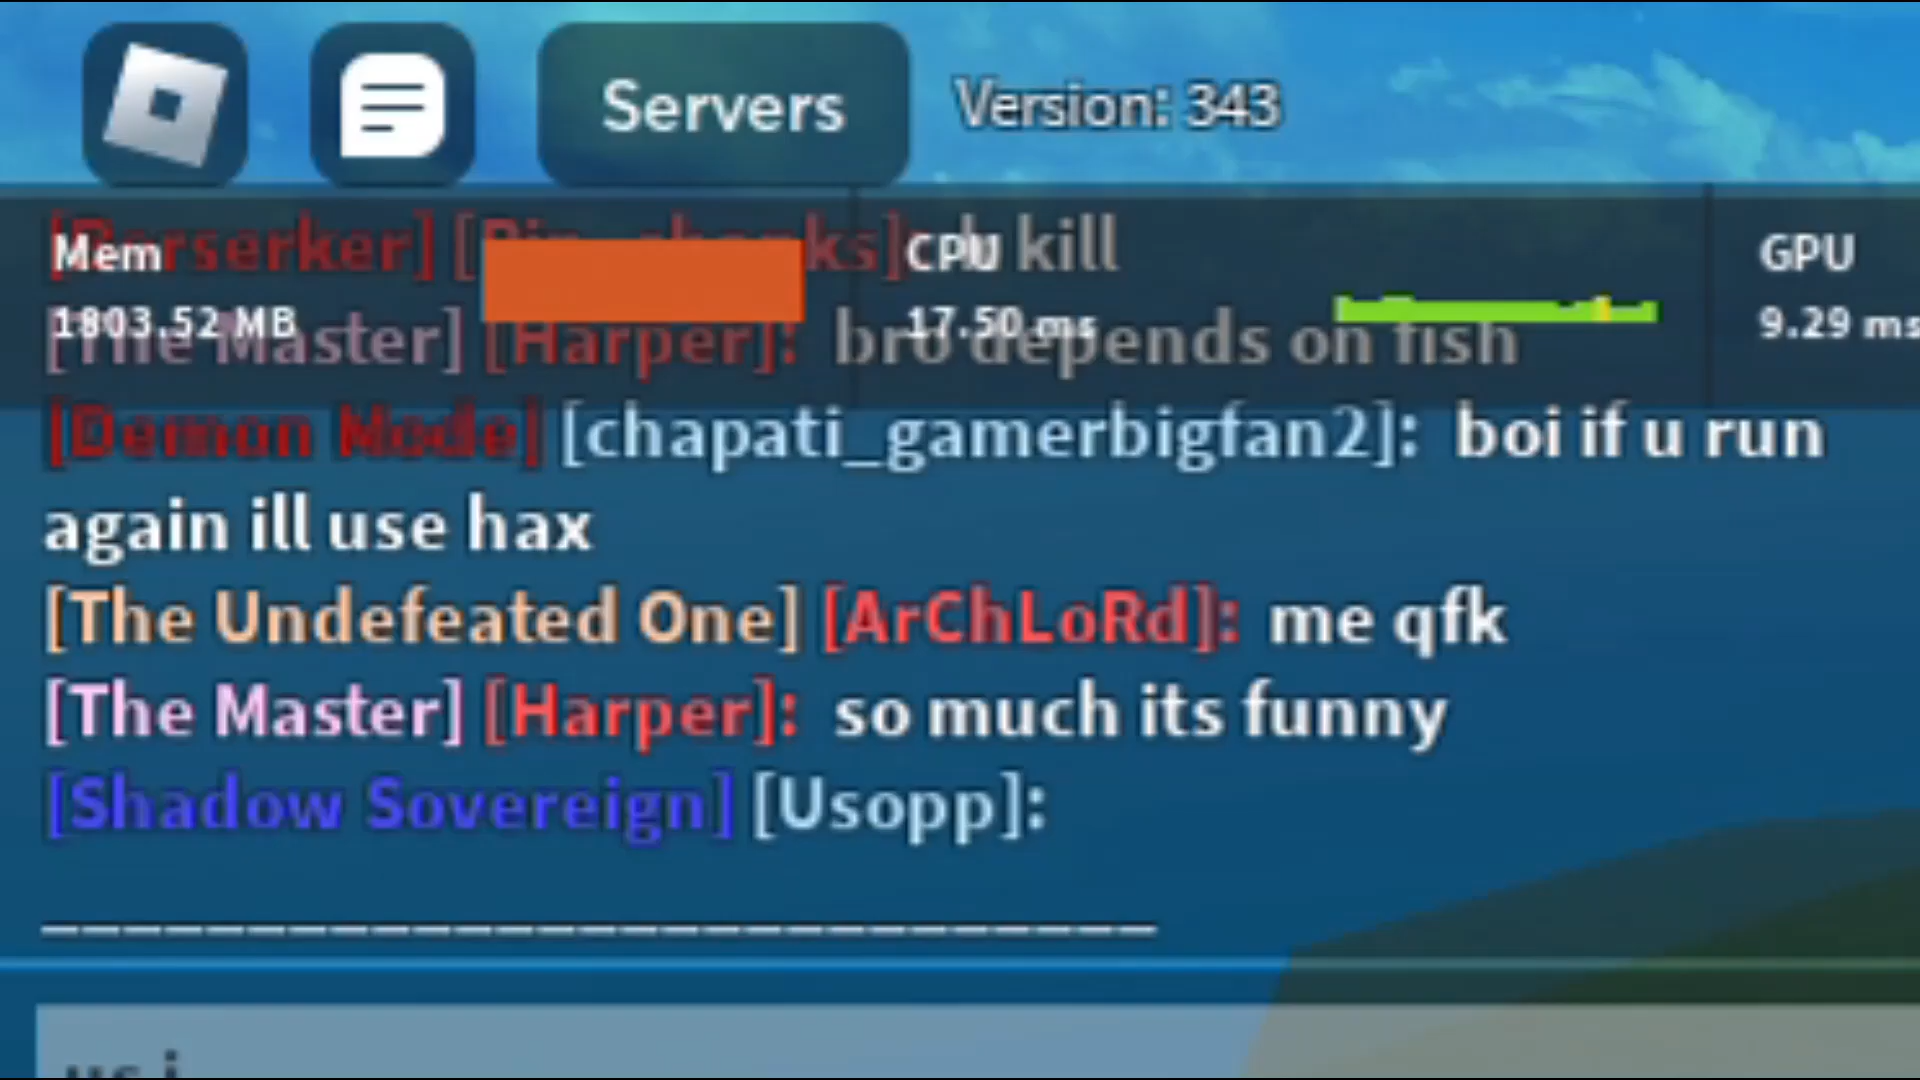 Servers Version: 343
Mem CPU GPU
1803.52 MB 17.50 ms 9.29 ms
[Berserker] kill
[The Master] [Harper]: bro depends on fish
[Demon Mode] [chapati_gamerbigfan2]: boi if u run
again ill use hax
[The Undefeated One] [ArChLoRd]: me qfk
[The Master] [Harper]: so much its funny
[Shadow Sovereign] [Usopp]:
___________________________